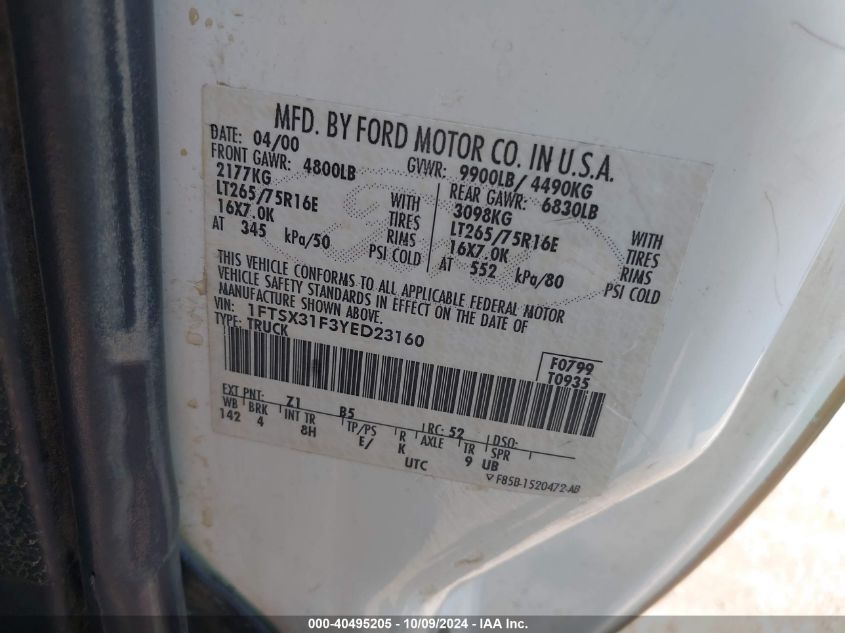 MFD. BY FORD MOTOR CO. IN U.S.A.
DATE: 04/00 GVWR: 9900LB/ 4490KG
FRONT GAWR: 4800LB REAR GAWR: 6830LB
2177KG WITH 3098KG WITH
LT265/75R16E TIRES LT265/75R16E TIRES
16X7.0K RIMS 16X7.0K RIMS
AT 345 kPa/50 PSI COLD AT 552 kPa/80 PSI COLD
THIS VEHICLE CONFORMS TO ALL APPLICABLE FEDERAL MOTOR
VEHICLE SAFETY STANDARDS IN EFFECT ON THE DATE OF
MANUFACTURE SHOWN ABOVE.
VIN: 1FTSX31F3YED23160
TYPE: TRUCK
F0799
T0935
EXT PNT: Z1 B5 RC: 52 DSO:
WB BRK INT TR TP/PS R AXLE TR SPR
142 4 8H E/ K 9 UB
UTC
F85B-1520472-AB
000-40495205 - 10/09/2024 - IAA Inc.